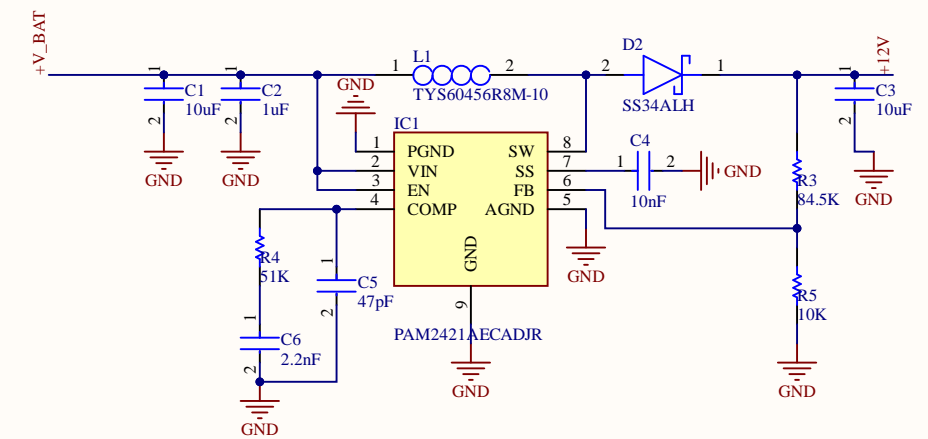 +V_BAT
1
C1
10uF
2
GND
1
C2
1uF
2
GND
GND
1
L1
2
TYS60456R8M-10
2
D2
1
SS34ALH
+12V
1
C3
10uF
2
GND
IC1
1
PGND
2
VIN
3
EN
4
COMP
SW
8
SS
7
FB
6
AGND
5
GND
9
PAM2421AECADJR
GND
C4
1
2
10nF
GND
GND
R3
84.5K
R5
10K
GND
R4
51K
1
C5
47pF
2
1
C6
2.2nF
2
GND